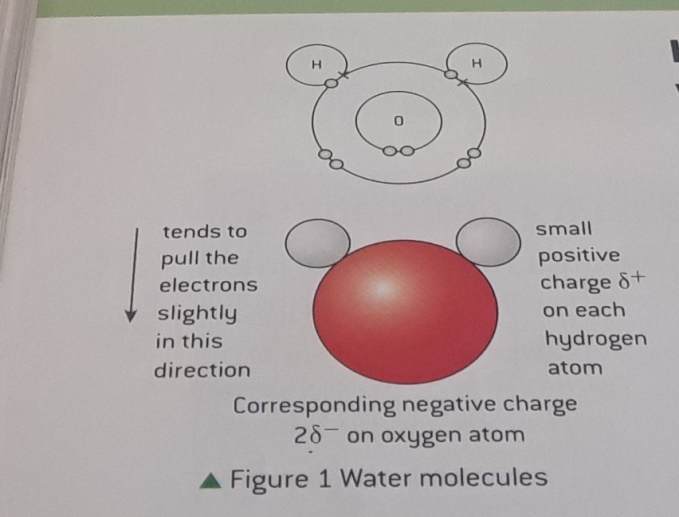 H
H
O
tends to
pull the
electrons
slightly
in this
direction
small
positive
charge δ+
on each
hydrogen
atom
Corresponding negative charge
2δ− on oxygen atom
▲ Figure 1 Water molecules